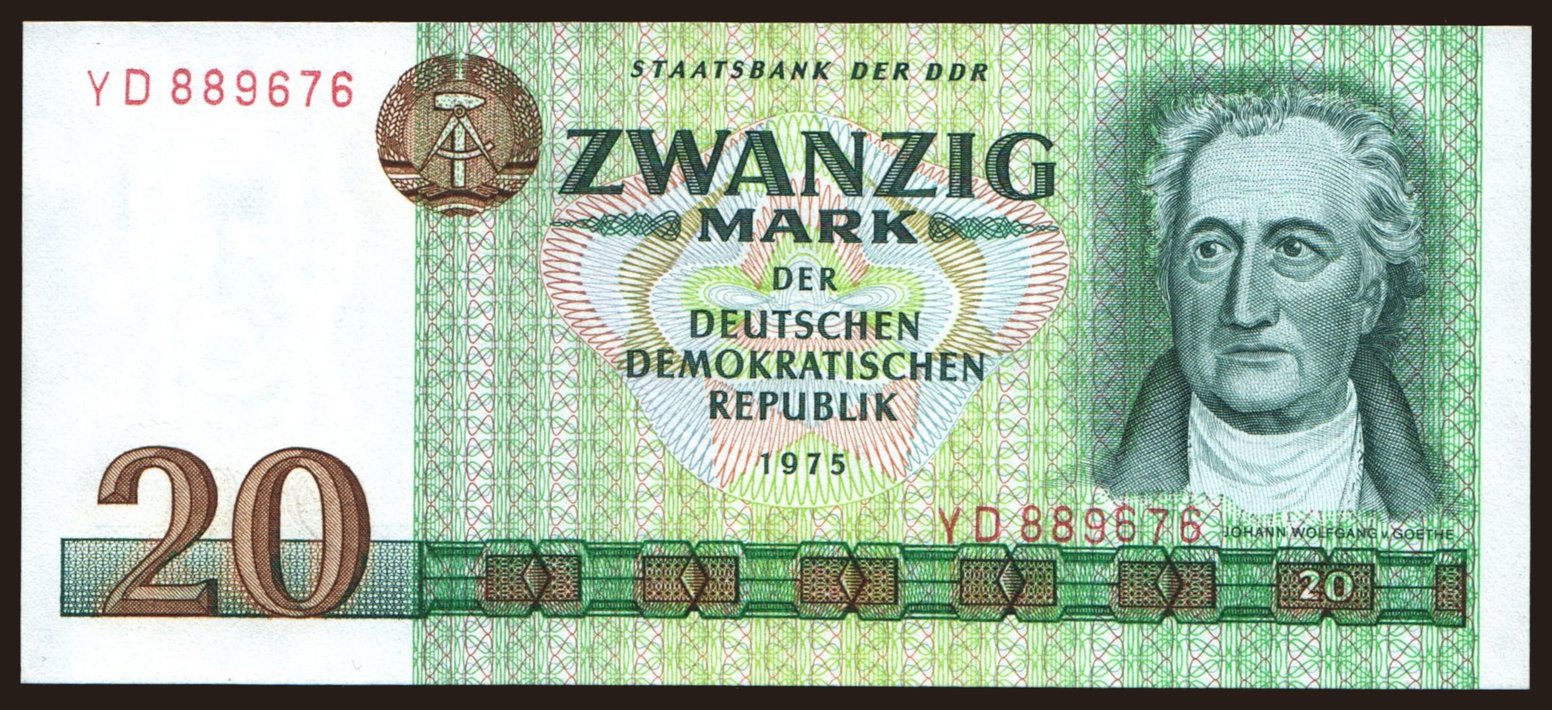 YD 889676
STAATSBANK DER DDR
ZWANZIG
MARK
DER
DEUTSCHEN
DEMOKRATISCHEN
REPUBLIK
1975
YD 889676
JOHANN WOLFGANG v. GOETHE
20
20